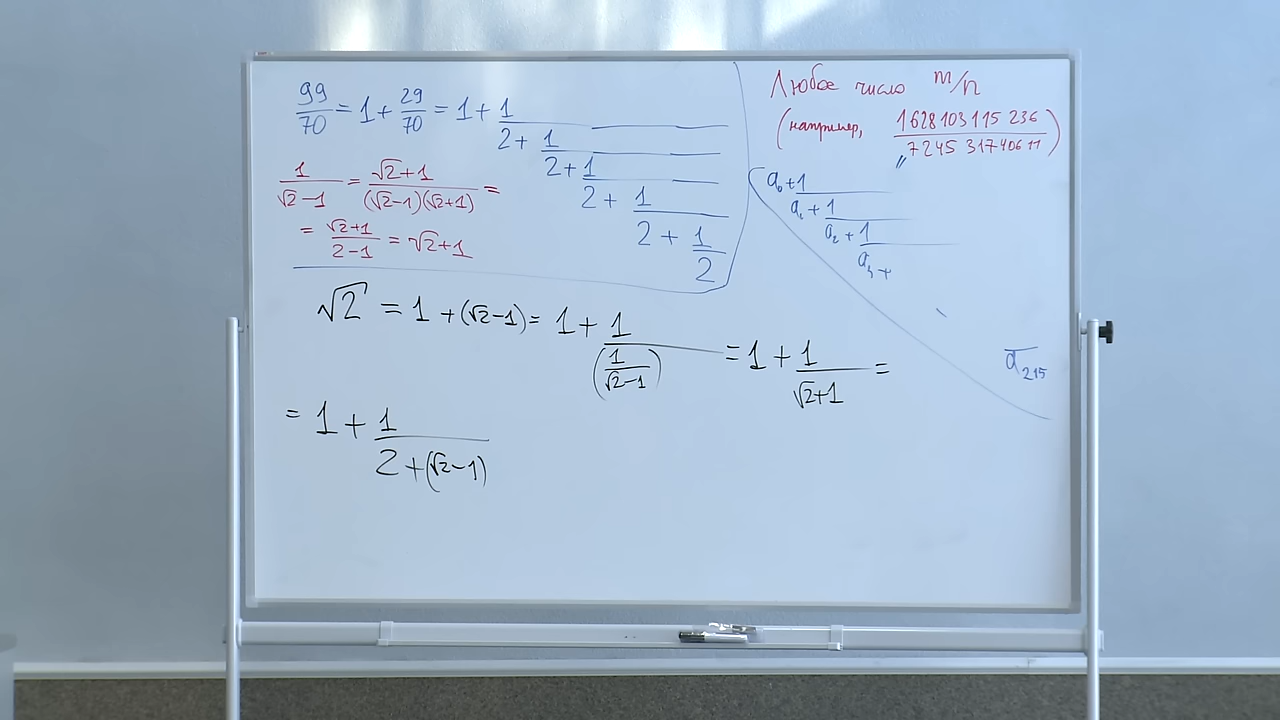 99/70 = 1 + 29/70 = 1 + 1/(2 + 1/(2 + 1/(2 + 1/(2 + 1/2))))
1/(√2-1) = (√2+1)/((√2-1)(√2+1)) =
= (√2+1)/(2-1) = √2+1
Любое число m/n
(например, 1628103115236/72453174061 1)
"
a₀+1/(a₁+1/(a₂+1/(a₃+
a₂₁₅
√2 = 1 + (√2-1) = 1 + 1/(1/(√2-1)) = 1 + 1/(√2+1) =
= 1 + 1/(2+(√2-1))